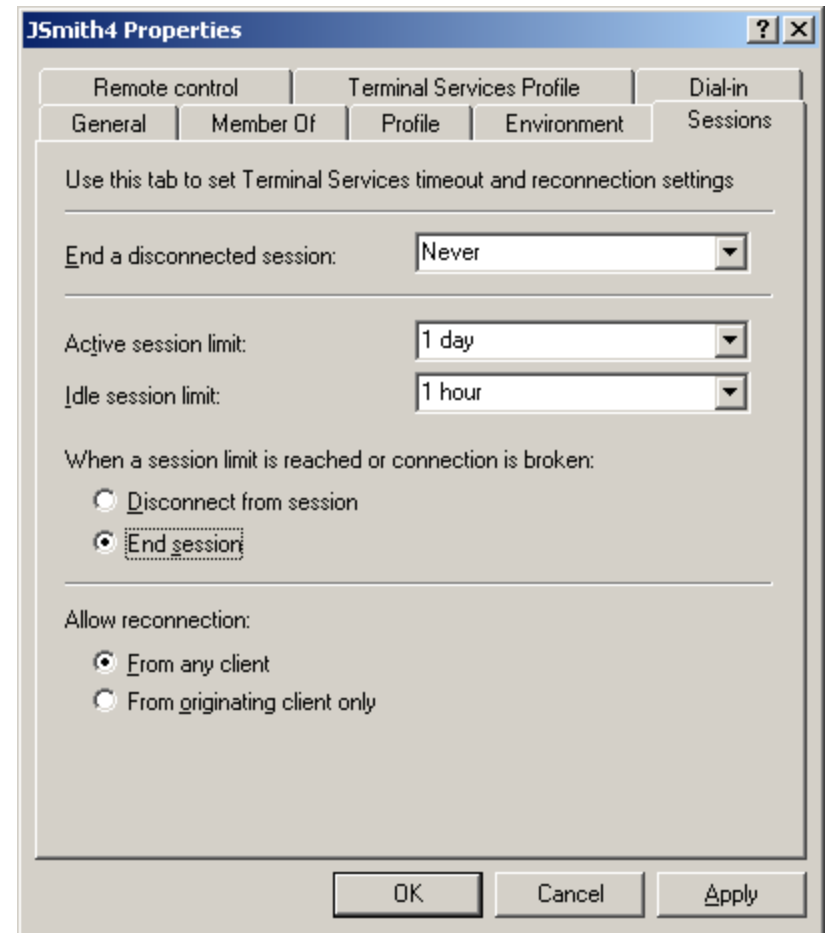 JSmith4 Properties
Remote control Terminal Services Profile Dial-in
General Member Of Profile Environment Sessions
Use this tab to set Terminal Services timeout and reconnection settings
End a disconnected session: Never
Active session limit: 1 day
Idle session limit: 1 hour
When a session limit is reached or connection is broken:
Disconnect from session
End session
Allow reconnection:
From any client
From originating client only
OK Cancel Apply